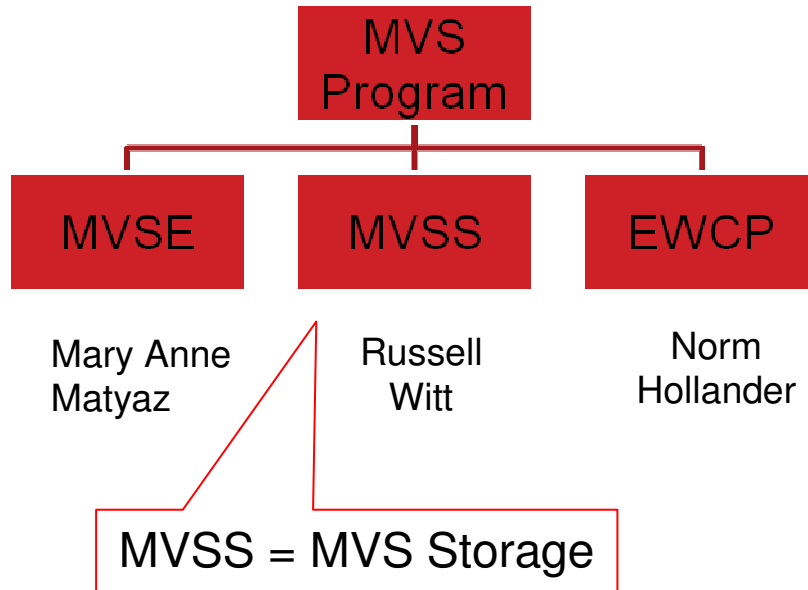 MVS
Program
MVSE
MVSS
EWCP
Mary Anne
Matyaz
Russell
Witt
Norm
Hollander
MVSS = MVS Storage